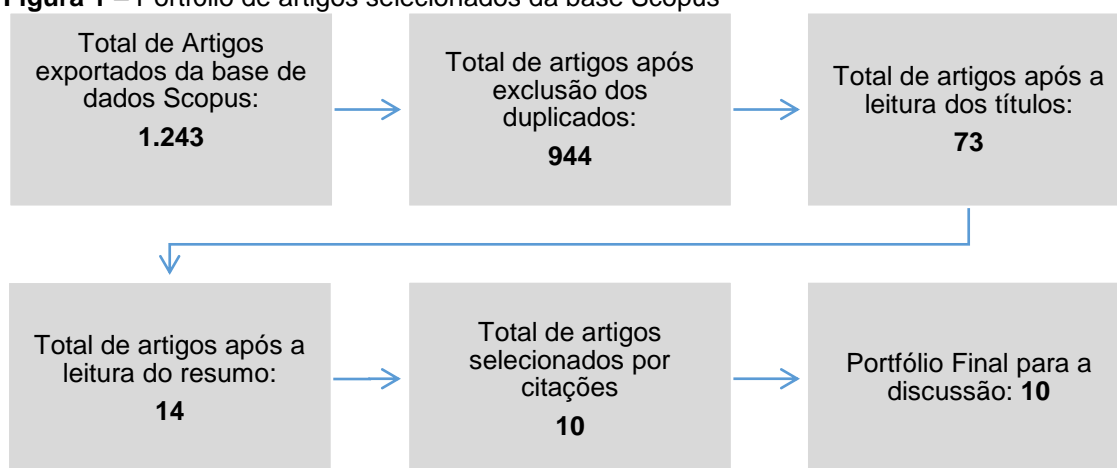 Figura 1 – Portfólio de artigos selecionados da base Scopus
Total de Artigos
exportados da base de
dados Scopus:
1.243
Total de artigos após
exclusão dos
duplicados:
944
Total de artigos após a
leitura dos títulos:
73
Total de artigos após a
leitura do resumo:
14
Total de artigos
selecionados por
citações
10
Portfólio Final para a
discussão: 10